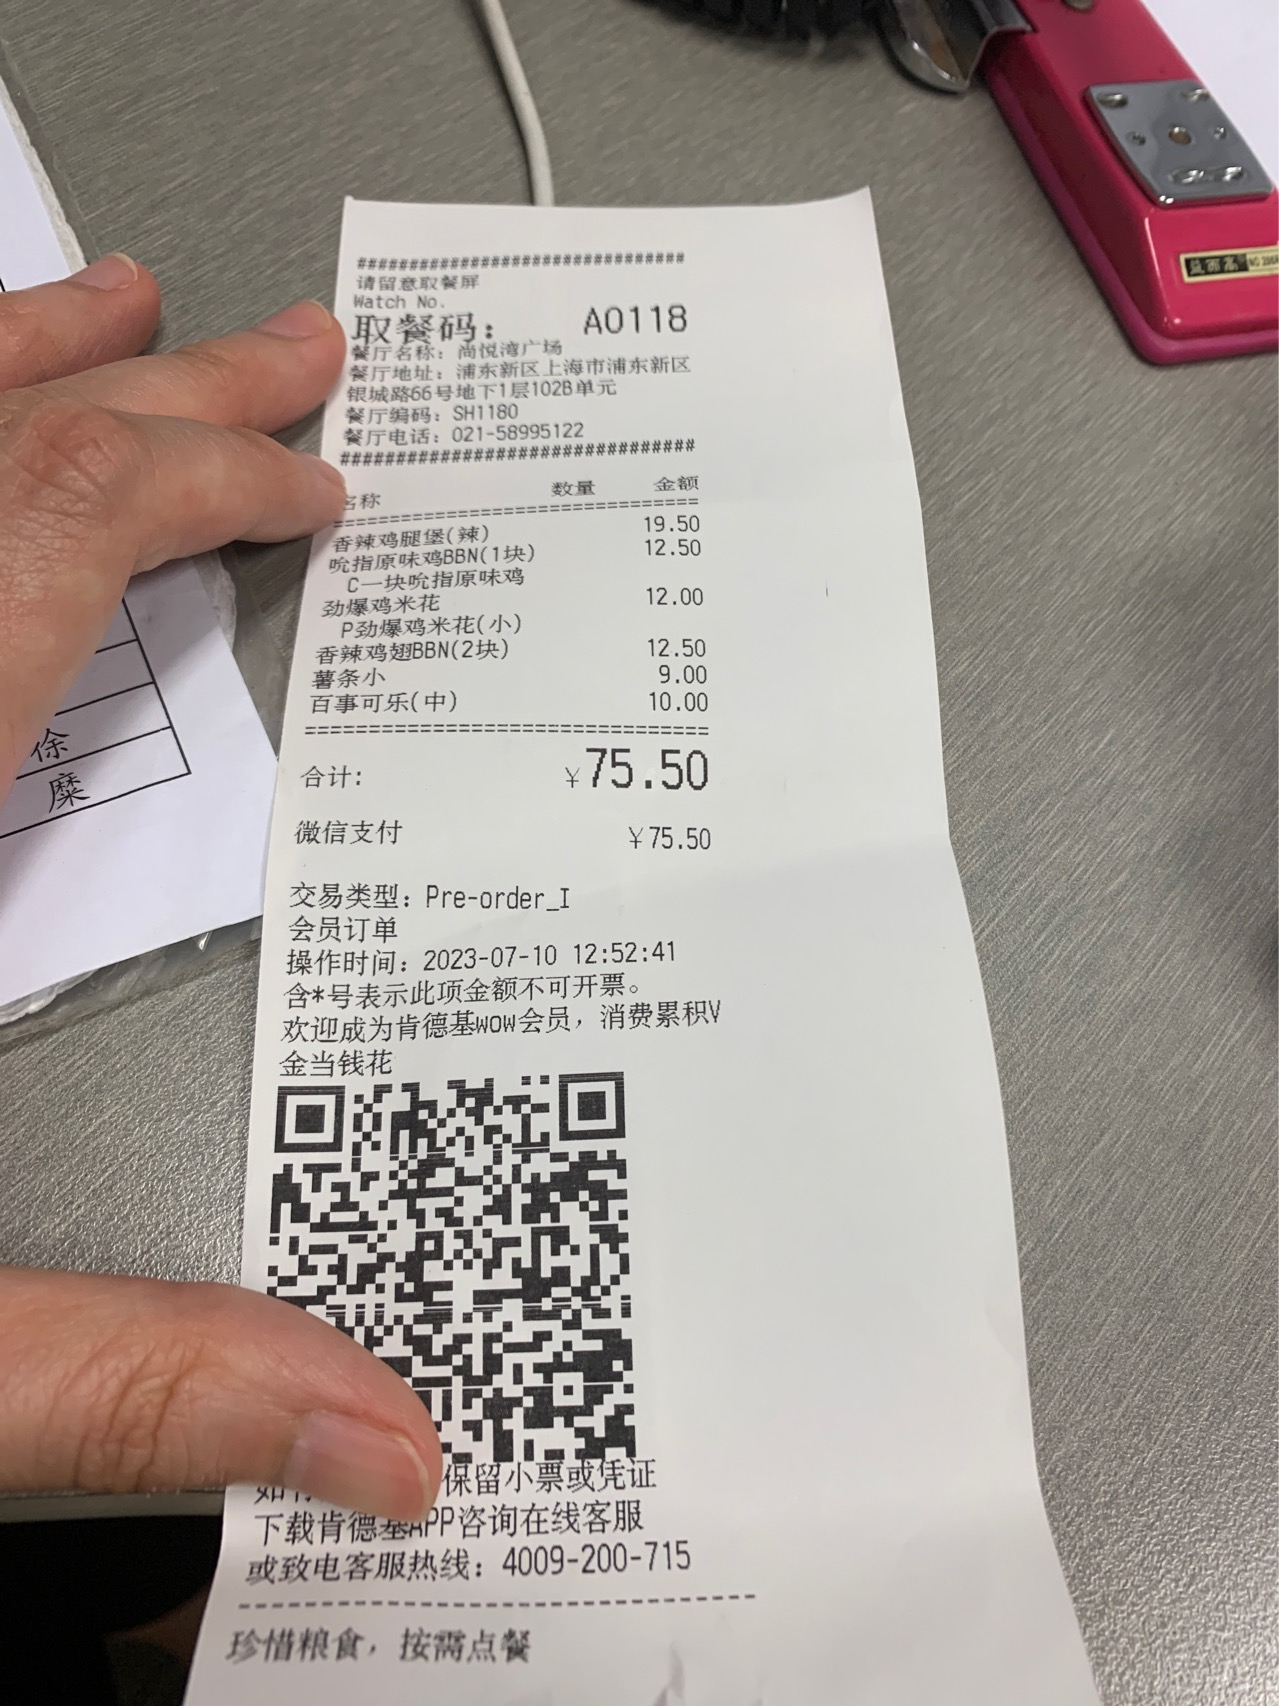 ################################
请留意取餐屏
Watch No.
取餐码： A0118
餐厅名称：尚悦湾广场
餐厅地址：浦东新区上海市浦东新区
银城路66号地下1层102B单元
餐厅编码：SH1180
餐厅电话：021-58995122
################################
名称 数量 金额
================================
香辣鸡腿堡(辣) 19.50
吮指原味鸡BBN(1块) 12.50
C一块吮指原味鸡
劲爆鸡米花 12.00
P劲爆鸡米花(小)
香辣鸡翅BBN(2块) 12.50
薯条小 9.00
百事可乐(中) 10.00
================================
合计: ￥75.50
微信支付 ￥75.50
交易类型：Pre-order_I
会员订单
操作时间：2023-07-10 12:52:41
含*号表示此项金额不可开票。
欢迎成为肯德基WOW会员，消费累积V
金当钱花
保留小票或凭证
下载肯德基APP咨询在线客服
或致电客服热线：4009-200-715
--------------------------------
珍惜粮食，按需点餐
徐
糜
益而高